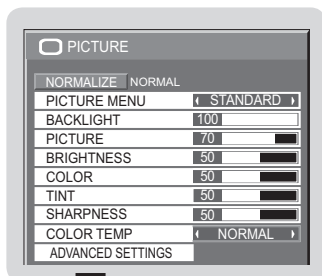 PICTURE
NORMALIZE NORMAL
PICTURE MENU STANDARD
BACKLIGHT 100
PICTURE 70
BRIGHTNESS 50
COLOR 50
TINT 50
SHARPNESS 50
COLOR TEMP NORMAL
ADVANCED SETTINGS